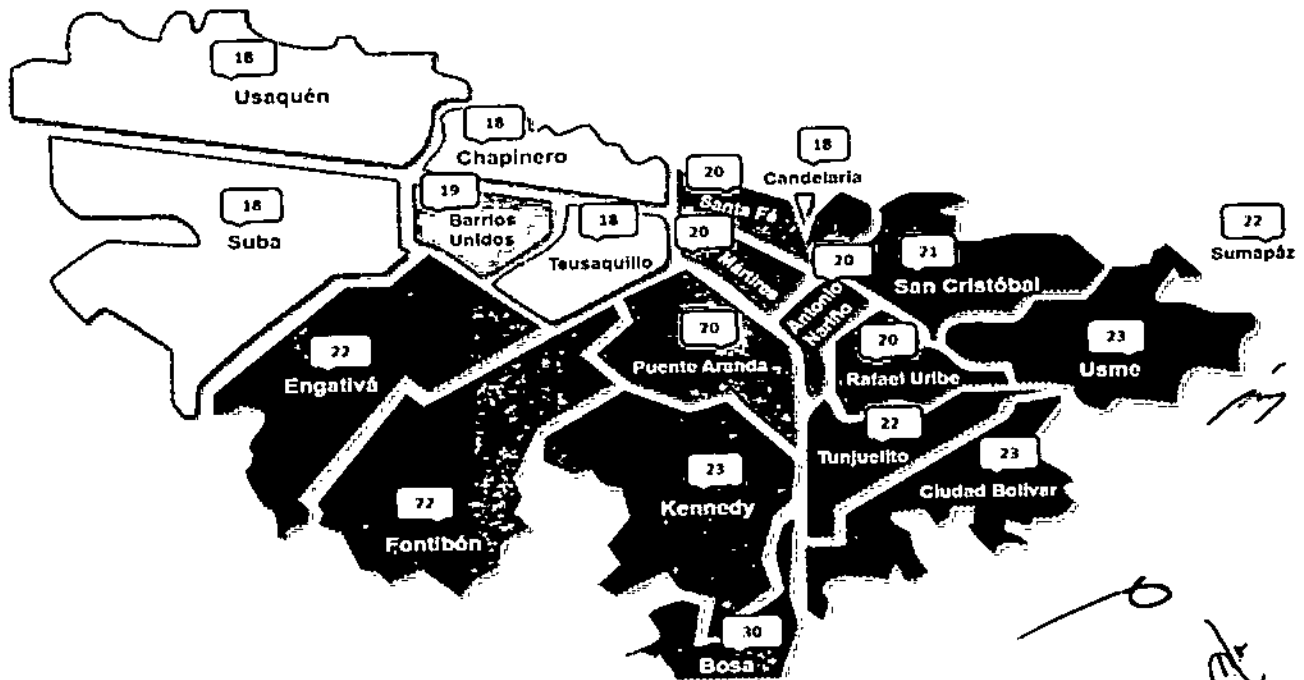 18
Usaquén
18
Chapinero
18
Candelaria
20
Santa Fé
19
Barrios
Unidos
18
Suba
18
Teusaquillo
20
Martires
20
Antonio
Nariño
21
San Cristóbal
22
Sumapáz
22
Engativá
20
Puente Aranda
20
Rafael Uribe
23
Usme
22
Fontibón
23
Kennedy
22
Tunjuelito
23
Ciudad Bolivar
30
Bosa